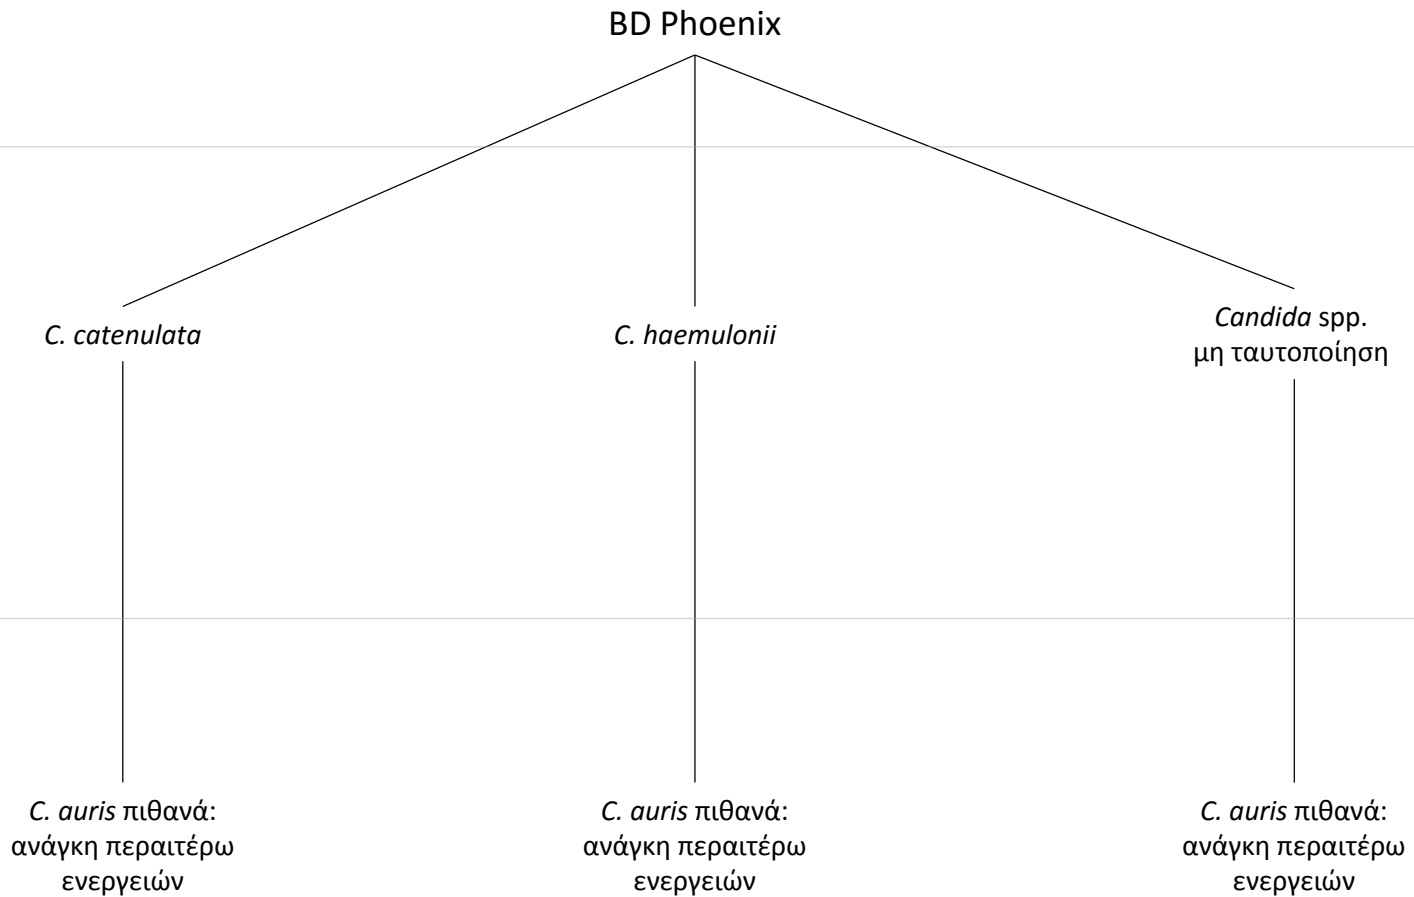 BD Phoenix
C. catenulata
C. haemulonii
Candida spp.
μη ταυτοποίηση
C. auris πιθανά:
ανάγκη περαιτέρω
ενεργειών
C. auris πιθανά:
ανάγκη περαιτέρω
ενεργειών
C. auris πιθανά:
ανάγκη περαιτέρω
ενεργειών